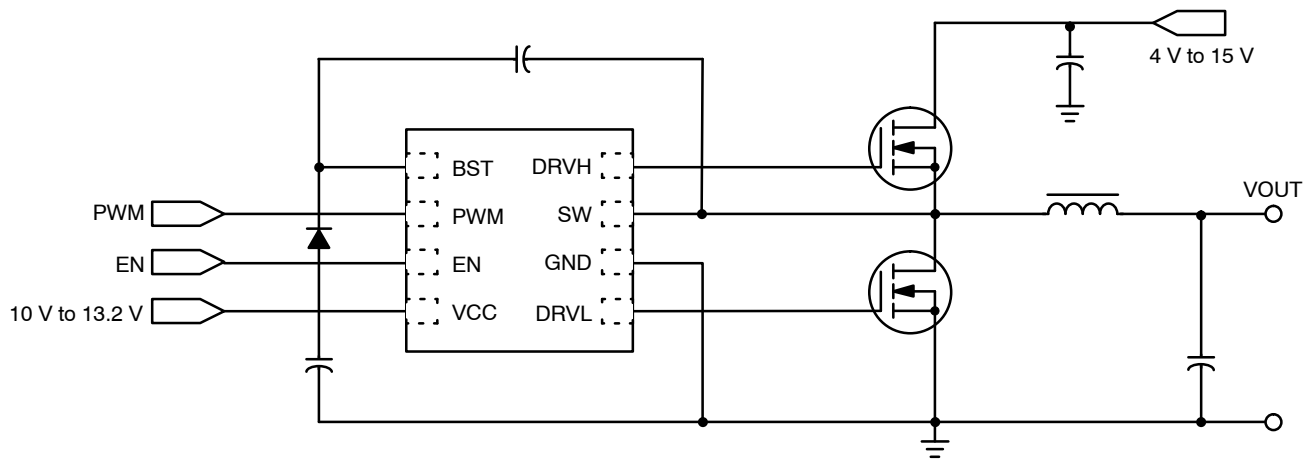 4 V to 15 V
BST
DRVH
PWM
PWM
SW
VOUT
EN
EN
GND
10 V to 13.2 V
VCC
DRVL